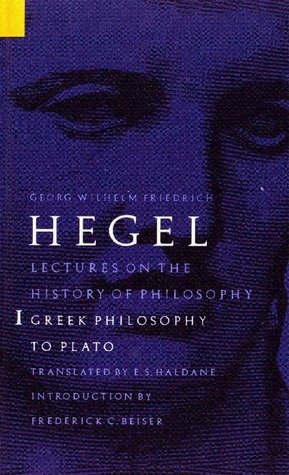 GEORG WILHELM FRIEDRICH
HEGEL
LECTURES ON THE
HISTORY OF PHILOSOPHY
I GREEK PHILOSOPHY
TO PLATO
TRANSLATED BY E.S. HALDANE
INTRODUCTION BY
FREDERICK C. BEISER